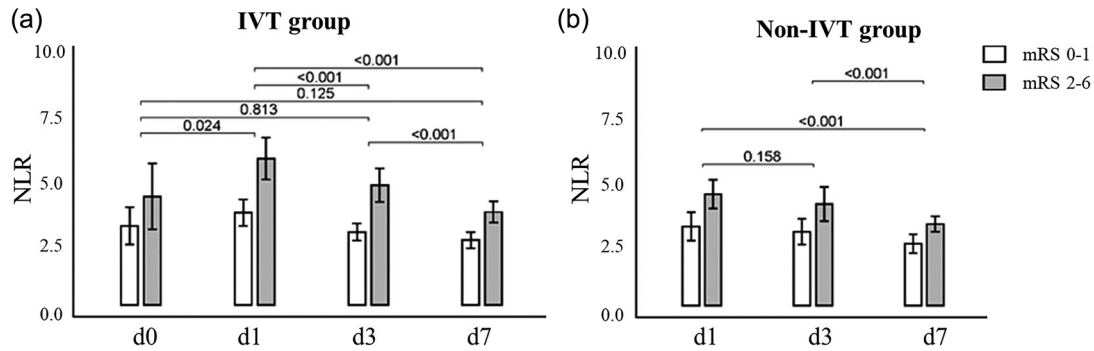 (a)
IVT group
NLR
10.0
7.5
5.0
2.5
0.0
<0.001
<0.001
0.125
0.813
0.024
<0.001
d0 d1 d3 d7
(b)
Non-IVT group
NLR
10.0
7.5
5.0
2.5
0.0
<0.001
<0.001
0.158
d1 d3 d7
mRS 0-1
mRS 2-6